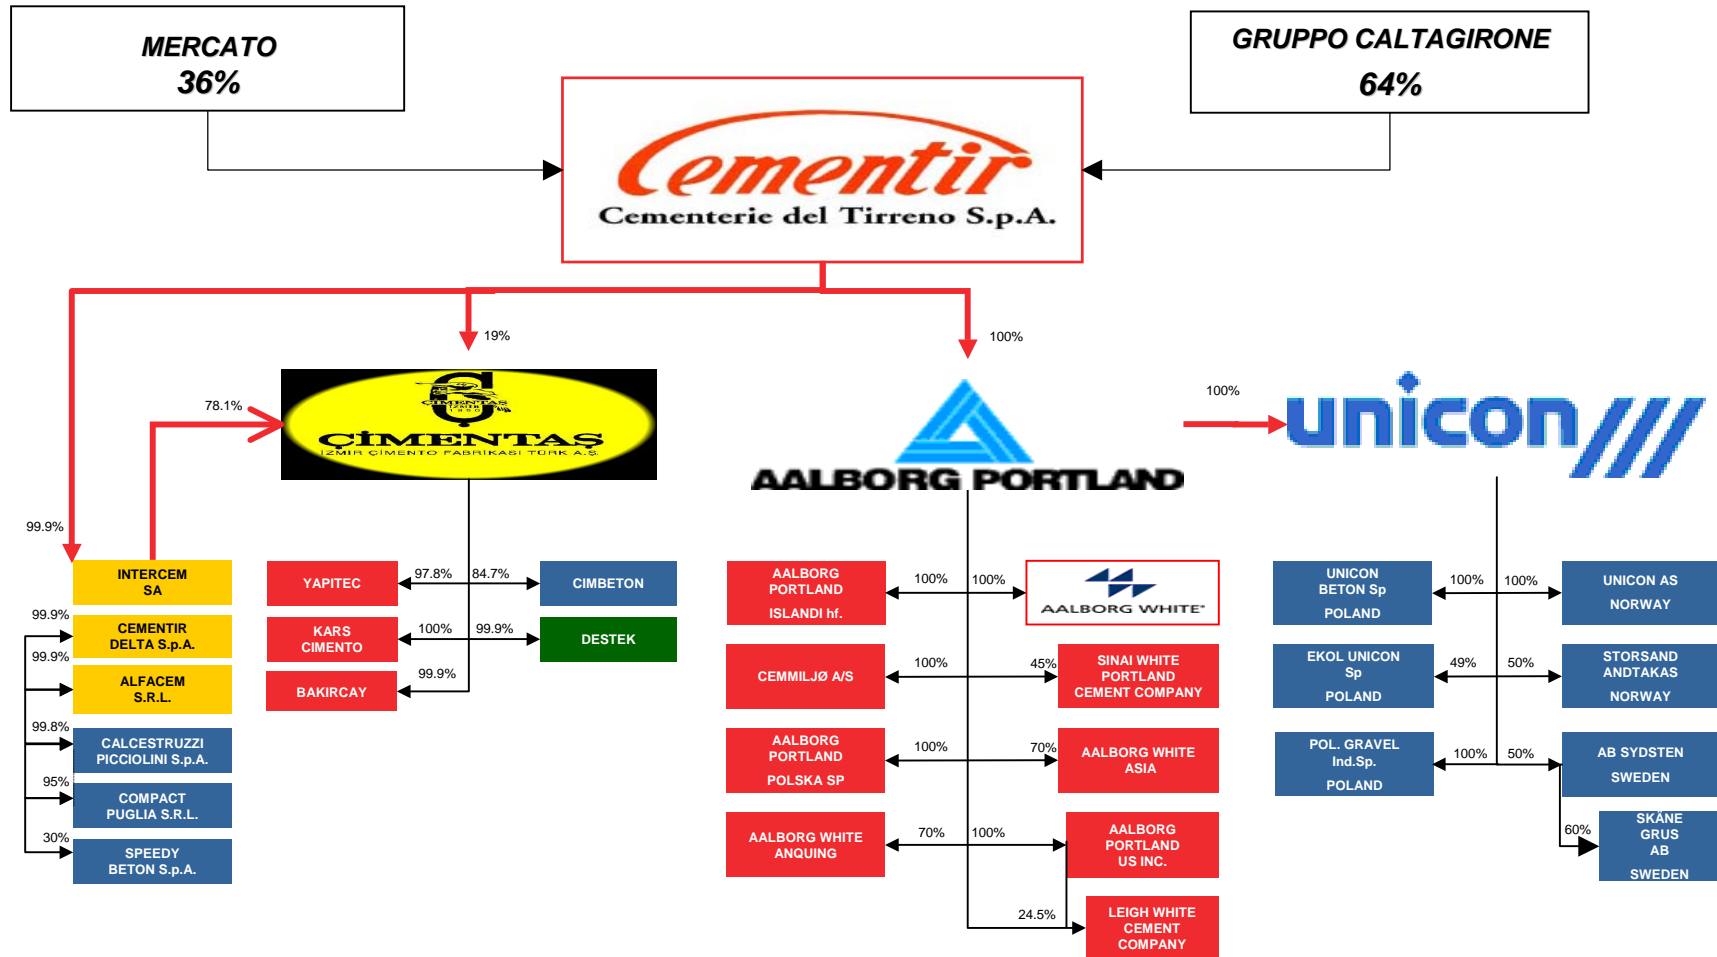 MERCATO
36%
GRUPPO CALTAGIRONE
64%
Cementir
Cementerie del Tirreno S.p.A.
19%
100%
78.1%
ÇİMENTAŞ
İZMİR
1950
ÇİMENTAŞ
İZMİR ÇİMENTO FABRİKASI TÜRK A.Ş.
AALBORG PORTLAND
100%
unicon
99.9%
INTERCEM
SA
99.9%
CEMENTIR
DELTA S.p.A.
99.9%
ALFACEM
S.R.L.
99.8%
CALCESTRUZZI
PICCIOLINI S.p.A.
95%
COMPACT
PUGLIA S.R.L.
30%
SPEEDY
BETON S.p.A.
YAPITEC
97.8%
84.7%
CIMBETON
KARS
CIMENTO
100%
99.9%
DESTEK
BAKIRCAY
99.9%
AALBORG
PORTLAND
ISLANDI hf.
100%
100%
AALBORG WHITE®
CEMMILJØ A/S
100%
45%
SINAI WHITE
PORTLAND
CEMENT COMPANY
AALBORG
PORTLAND
POLSKA SP
100%
70%
AALBORG WHITE
ASIA
AALBORG WHITE
ANQUING
70%
100%
AALBORG
PORTLAND
US INC.
24.5%
LEIGH WHITE
CEMENT
COMPANY
UNICON
BETON Sp
POLAND
100%
100%
UNICON AS
NORWAY
EKOL UNICON
Sp
POLAND
49%
50%
STORSAND
ANDTAKAS
NORWAY
POL. GRAVEL
Ind.Sp.
POLAND
100%
50%
AB SYDSTEN
SWEDEN
60%
SKÅNE
GRUS
AB
SWEDEN